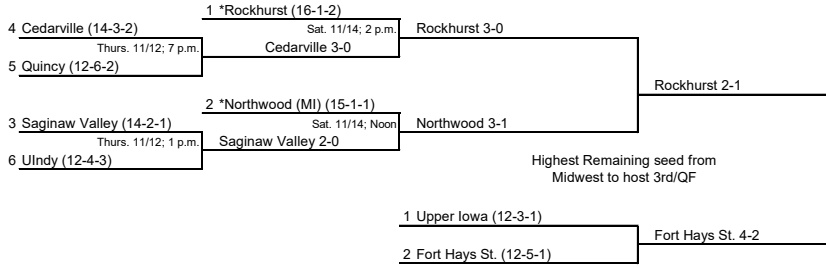 1 *Rockhurst (16-1-2)
4 Cedarville (14-3-2)
Sat. 11/14; 2 p.m.
Rockhurst 3-0
Thurs. 11/12; 7 p.m.
Cedarville 3-0
5 Quincy (12-6-2)
Rockhurst 2-1
2 *Northwood (MI) (15-1-1)
3 Saginaw Valley (14-2-1)
Sat. 11/14; Noon
Northwood 3-1
Thurs. 11/12; 1 p.m.
Saginaw Valley 2-0
6 UIndy (12-4-3)
Highest Remaining seed from
Midwest to host 3rd/QF
1 Upper Iowa (12-3-1)
Fort Hays St. 4-2
2 Fort Hays St. (12-5-1)